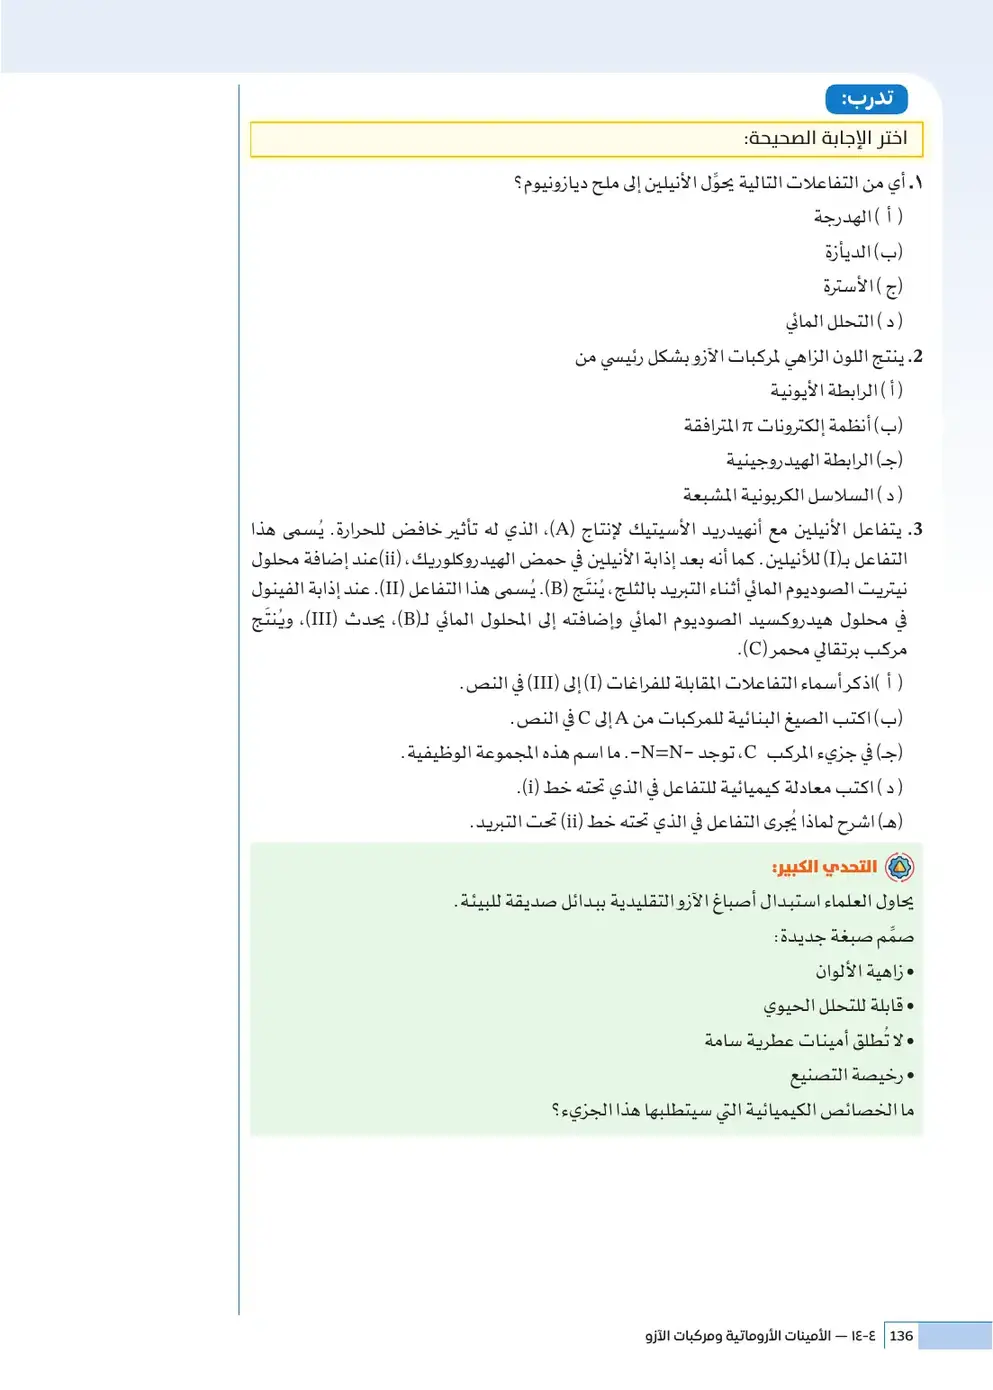 تدرب:
اختر الإجابة الصحيحة:
١. أي من التفاعلات التالية يحوِّل الأنيلين إلى ملح ديازونيوم؟
( أ ) الهدرجة
(ب) الديأزة
(ج ) الأسترة
( د ) التحلل المائي
2. ينتج اللون الزاهي لمركبات الآزو بشكل رئيسي من
( أ ) الرابطة الأيونية
(ب) أنظمة إلكترونات π المترافقة
(جـ) الرابطة الهيدروجينية
( د ) السلاسل الكربونية المشبعة
3. يتفاعل الأنيلين مع أنهيدريد الأسيتيك لإنتاج (A)، الذي له تأثير خافض للحرارة. يُسمى هذا
التفاعل بـ(I) للأنيلين. كما أنه بعد إذابة الأنيلين في حمض الهيدروكلوريك، (ii)عند إضافة محلول
نيتريت الصوديوم المائي أثناء التبريد بالثلج، يُنتَج (B). يُسمى هذا التفاعل (II). عند إذابة الفينول
في محلول هيدروكسيد الصوديوم المائي وإضافته إلى المحلول المائي لـ(B)، يحدث (III)، ويُنتَج
مركب برتقالي محمر (C).
( أ )اذكر أسماء التفاعلات المقابلة للفراغات (I) إلى (III) في النص.
(ب) اكتب الصيغ البنائية للمركبات من A إلى C في النص.
(جـ) في جزيء المركب C، توجد –N=N–. ما اسم هذه المجموعة الوظيفية.
( د ) اكتب معادلة كيميائية للتفاعل في الذي تحته خط (i).
(هـ) اشرح لماذا يُجرى التفاعل في الذي تحته خط (ii) تحت التبريد.
التحدي الكبير:
يحاول العلماء استبدال أصباغ الآزو التقليدية ببدائل صديقة للبيئة.
صمِّم صبغة جديدة:
• زاهية الألوان
• قابلة للتحلل الحيوي
• لا تُطلق أمينات عطرية سامة
• رخيصة التصنيع
ما الخصائص الكيميائية التي سيتطلبها هذا الجزيء؟
136 ٤-١٤ — الأمينات الأروماتية ومركبات الآزو